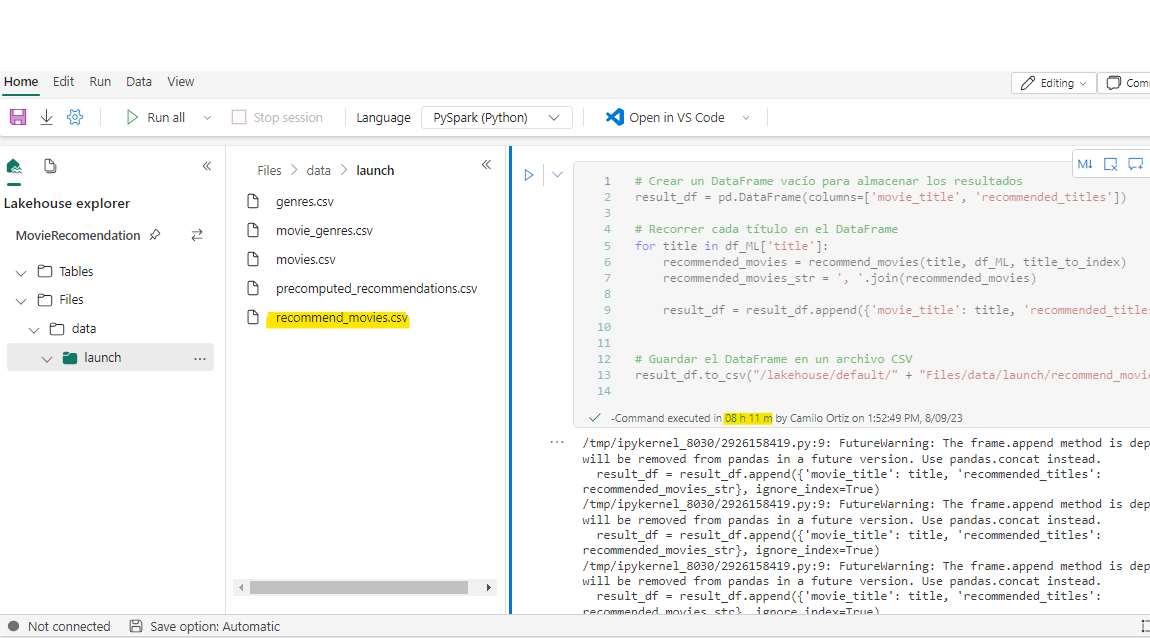 Home Edit Run Data View
Editing
Run all
Stop session
Language
PySpark (Python)
Open in VS Code
Lakehouse explorer
MovieRecomendation
Tables
Files
data
launch
Files > data > launch
genres.csv
movie_genres.csv
movies.csv
precomputed_recommendations.csv
recommend_movies.csv
1 # Crear un DataFrame vacío para almacenar los resultados
2 result_df = pd.DataFrame(columns=['movie_title', 'recommended_titles'])
3
4 # Recorrer cada título en el DataFrame
5 for title in df_ML['title']:
6 recommended_movies = recommend_movies(title, df_ML, title_to_index)
7 recommended_movies_str = ', '.join(recommended_movies)
8
9 result_df = result_df.append({'movie_title': title, 'recommended_titles
10
11
12 # Guardar el DataFrame en un archivo CSV
13 result_df.to_csv("/lakehouse/default/" + "Files/data/launch/recommend_movie
14
-Command executed in 08 h 11 m by Camilo Ortiz on 1:52:49 PM, 8/09/23
/tmp/ipykernel_8030/2926158419.py:9: FutureWarning: The frame.append method is dep
will be removed from pandas in a future version. Use pandas.concat instead.
result_df = result_df.append({'movie_title': title, 'recommended_titles':
recommended_movies_str}, ignore_index=True)
/tmp/ipykernel_8030/2926158419.py:9: FutureWarning: The frame.append method is dep
will be removed from pandas in a future version. Use pandas.concat instead.
result_df = result_df.append({'movie_title': title, 'recommended_titles':
recommended_movies_str}, ignore_index=True)
/tmp/ipykernel_8030/2926158419.py:9: FutureWarning: The frame.append method is dep
will be removed from pandas in a future version. Use pandas.concat instead.
result_df = result_df.append({'movie_title': title, 'recommended_titles':
recommended_movies_str}, ignore_index=True)
Not connected
Save option: Automatic